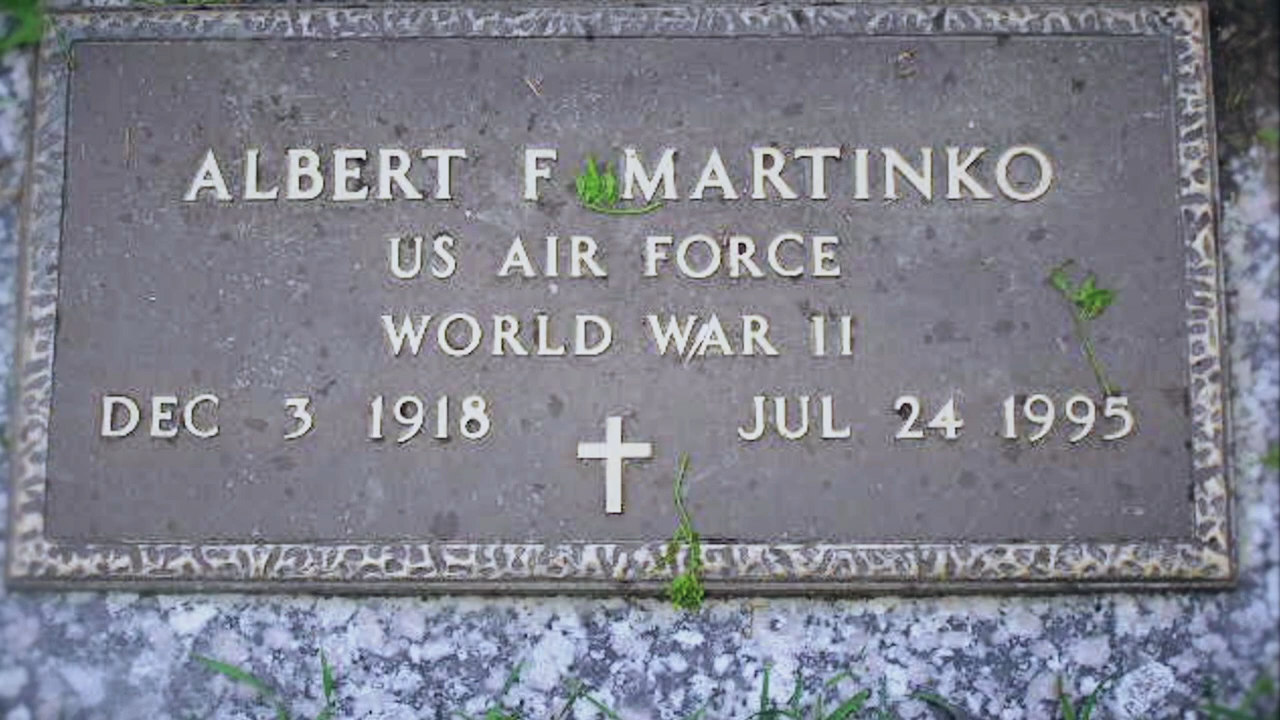 ALBERT F MARTINKO
US AIR FORCE
WORLD WAR II
DEC 3 1918 JUL 24 1995